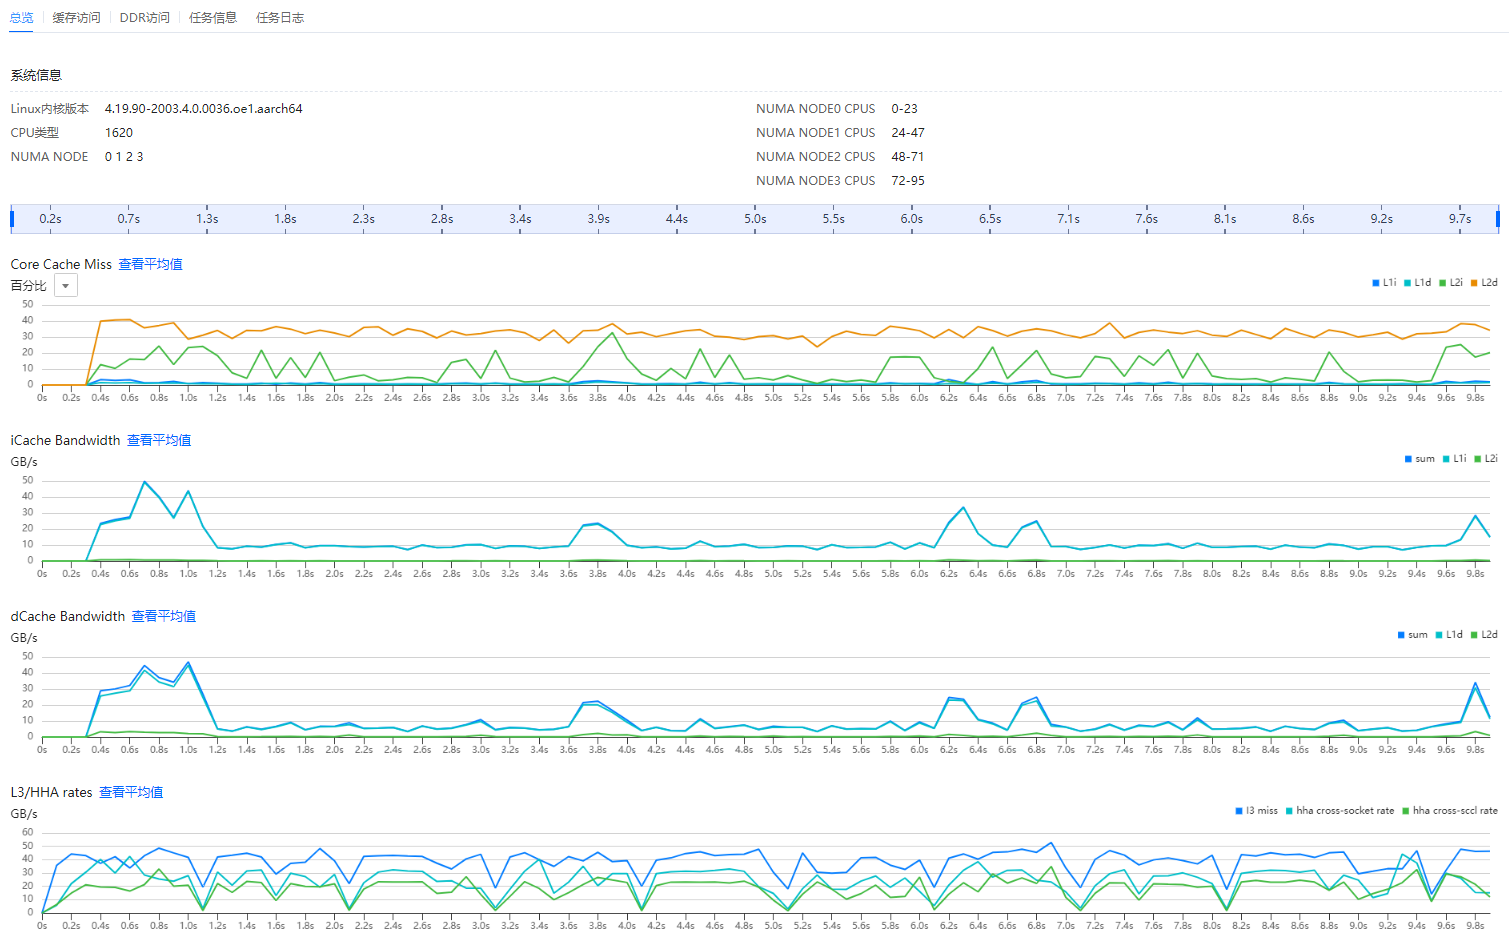 总览 缓存访问 DDR访问 任务信息 任务日志
系统信息
Linux内核版本 4.19.90-2003.4.0.0036.oe1.aarch64 NUMA NODE0 CPUS 0-23
CPU类型 1620 NUMA NODE1 CPUS 24-47
NUMA NODE 0 1 2 3 NUMA NODE2 CPUS 48-71
NUMA NODE3 CPUS 72-95
0.2s 0.7s 1.3s 1.8s 2.3s 2.8s 3.4s 3.9s 4.4s 5.0s 5.5s 6.0s 6.5s 7.1s 7.6s 8.1s 8.6s 9.2s 9.7s
Core Cache Miss 查看平均值
百分比 L1i L1d L2i L2d
50
40
30
20
10
0
0s 0.2s 0.4s 0.6s 0.8s 1.0s 1.2s 1.4s 1.6s 1.8s 2.0s 2.2s 2.4s 2.6s 2.8s 3.0s 3.2s 3.4s 3.6s 3.8s 4.0s 4.2s 4.4s 4.6s 4.8s 5.0s 5.2s 5.4s 5.6s 5.8s 6.0s 6.2s 6.4s 6.6s 6.8s 7.0s 7.2s 7.4s 7.6s 7.8s 8.0s 8.2s 8.4s 8.6s 8.8s 9.0s 9.2s 9.4s 9.6s 9.8s
iCache Bandwidth 查看平均值
GB/s sum L1i L2i
50
40
30
20
10
0
0s 0.2s 0.4s 0.6s 0.8s 1.0s 1.2s 1.4s 1.6s 1.8s 2.0s 2.2s 2.4s 2.6s 2.8s 3.0s 3.2s 3.4s 3.6s 3.8s 4.0s 4.2s 4.4s 4.6s 4.8s 5.0s 5.2s 5.4s 5.6s 5.8s 6.0s 6.2s 6.4s 6.6s 6.8s 7.0s 7.2s 7.4s 7.6s 7.8s 8.0s 8.2s 8.4s 8.6s 8.8s 9.0s 9.2s 9.4s 9.6s 9.8s
dCache Bandwidth 查看平均值
GB/s sum L1d L2d
50
40
30
20
10
0
0s 0.2s 0.4s 0.6s 0.8s 1.0s 1.2s 1.4s 1.6s 1.8s 2.0s 2.2s 2.4s 2.6s 2.8s 3.0s 3.2s 3.4s 3.6s 3.8s 4.0s 4.2s 4.4s 4.6s 4.8s 5.0s 5.2s 5.4s 5.6s 5.8s 6.0s 6.2s 6.4s 6.6s 6.8s 7.0s 7.2s 7.4s 7.6s 7.8s 8.0s 8.2s 8.4s 8.6s 8.8s 9.0s 9.2s 9.4s 9.6s 9.8s
L3/HHA rates 查看平均值
GB/s l3 miss hha cross-socket rate hha cross-sccl rate
60
50
40
30
20
10
0
0s 0.2s 0.4s 0.6s 0.8s 1.0s 1.2s 1.4s 1.6s 1.8s 2.0s 2.2s 2.4s 2.6s 2.8s 3.0s 3.2s 3.4s 3.6s 3.8s 4.0s 4.2s 4.4s 4.6s 4.8s 5.0s 5.2s 5.4s 5.6s 5.8s 6.0s 6.2s 6.4s 6.6s 6.8s 7.0s 7.2s 7.4s 7.6s 7.8s 8.0s 8.2s 8.4s 8.6s 8.8s 9.0s 9.2s 9.4s 9.6s 9.8s